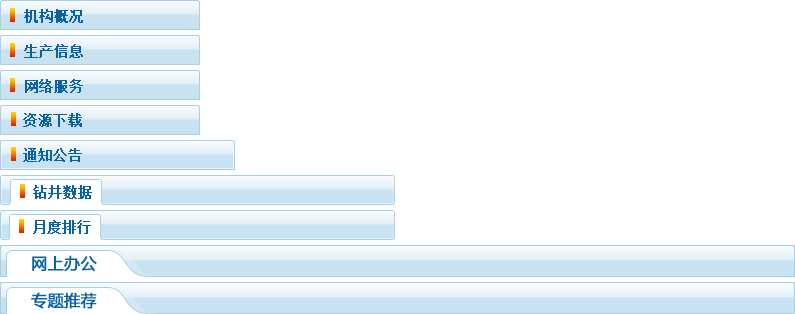 机构概况
生产信息
网络服务
资源下载
通知公告
钻井数据
月度排行
网上办公
专题推荐